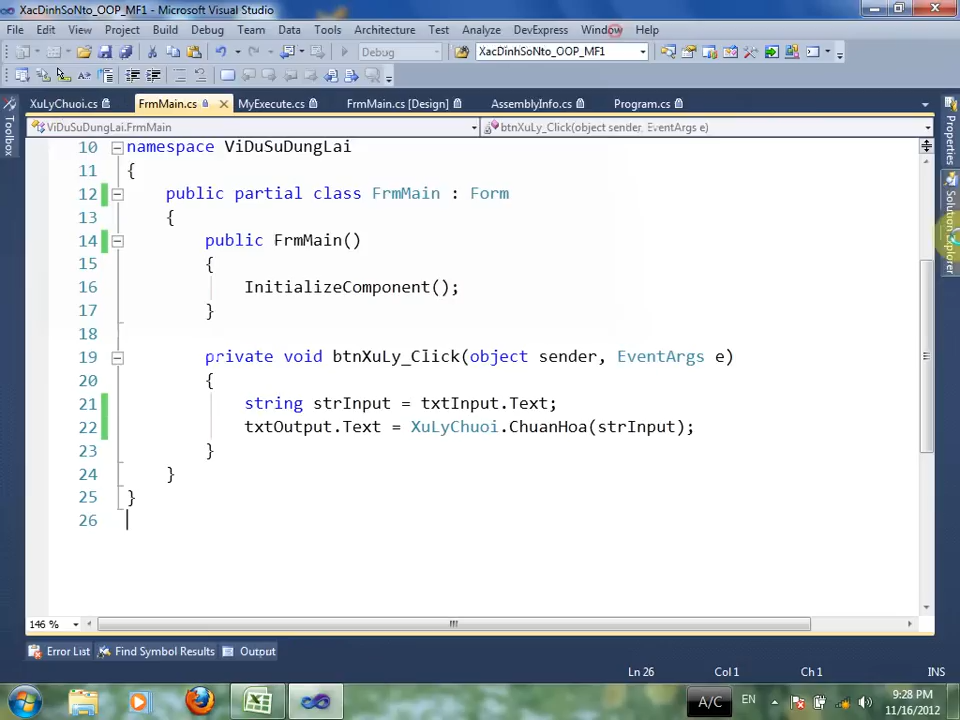 XacDinhSoNto_OOP_MF1 - Microsoft Visual Studio
File Edit View Project Build Debug Team Data Tools Architecture Test Analyze DevExpress Window Help
Debug XacDinhSoNto_OOP_MF1
XuLyChuoi.cs FrmMain.cs MyExecute.cs FrmMain.cs [Design] AssemblyInfo.cs Program.cs
ViDuSuDungLai.FrmMain btnXuLy_Click(object sender, EventArgs e)
Toolbox
Properties
Solution Explorer
10 namespace ViDuSuDungLai
11 {
12 public partial class FrmMain : Form
13 {
14 public FrmMain()
15 {
16 InitializeComponent();
17 }
18
19 private void btnXuLy_Click(object sender, EventArgs e)
20 {
21 string strInput = txtInput.Text;
22 txtOutput.Text = XuLyChuoi.ChuanHoa(strInput);
23 }
24 }
25 }
26
146 %
Error List Find Symbol Results Output
Ln 26 Col 1 Ch 1 INS
A/C EN 9:28 PM
11/16/2012